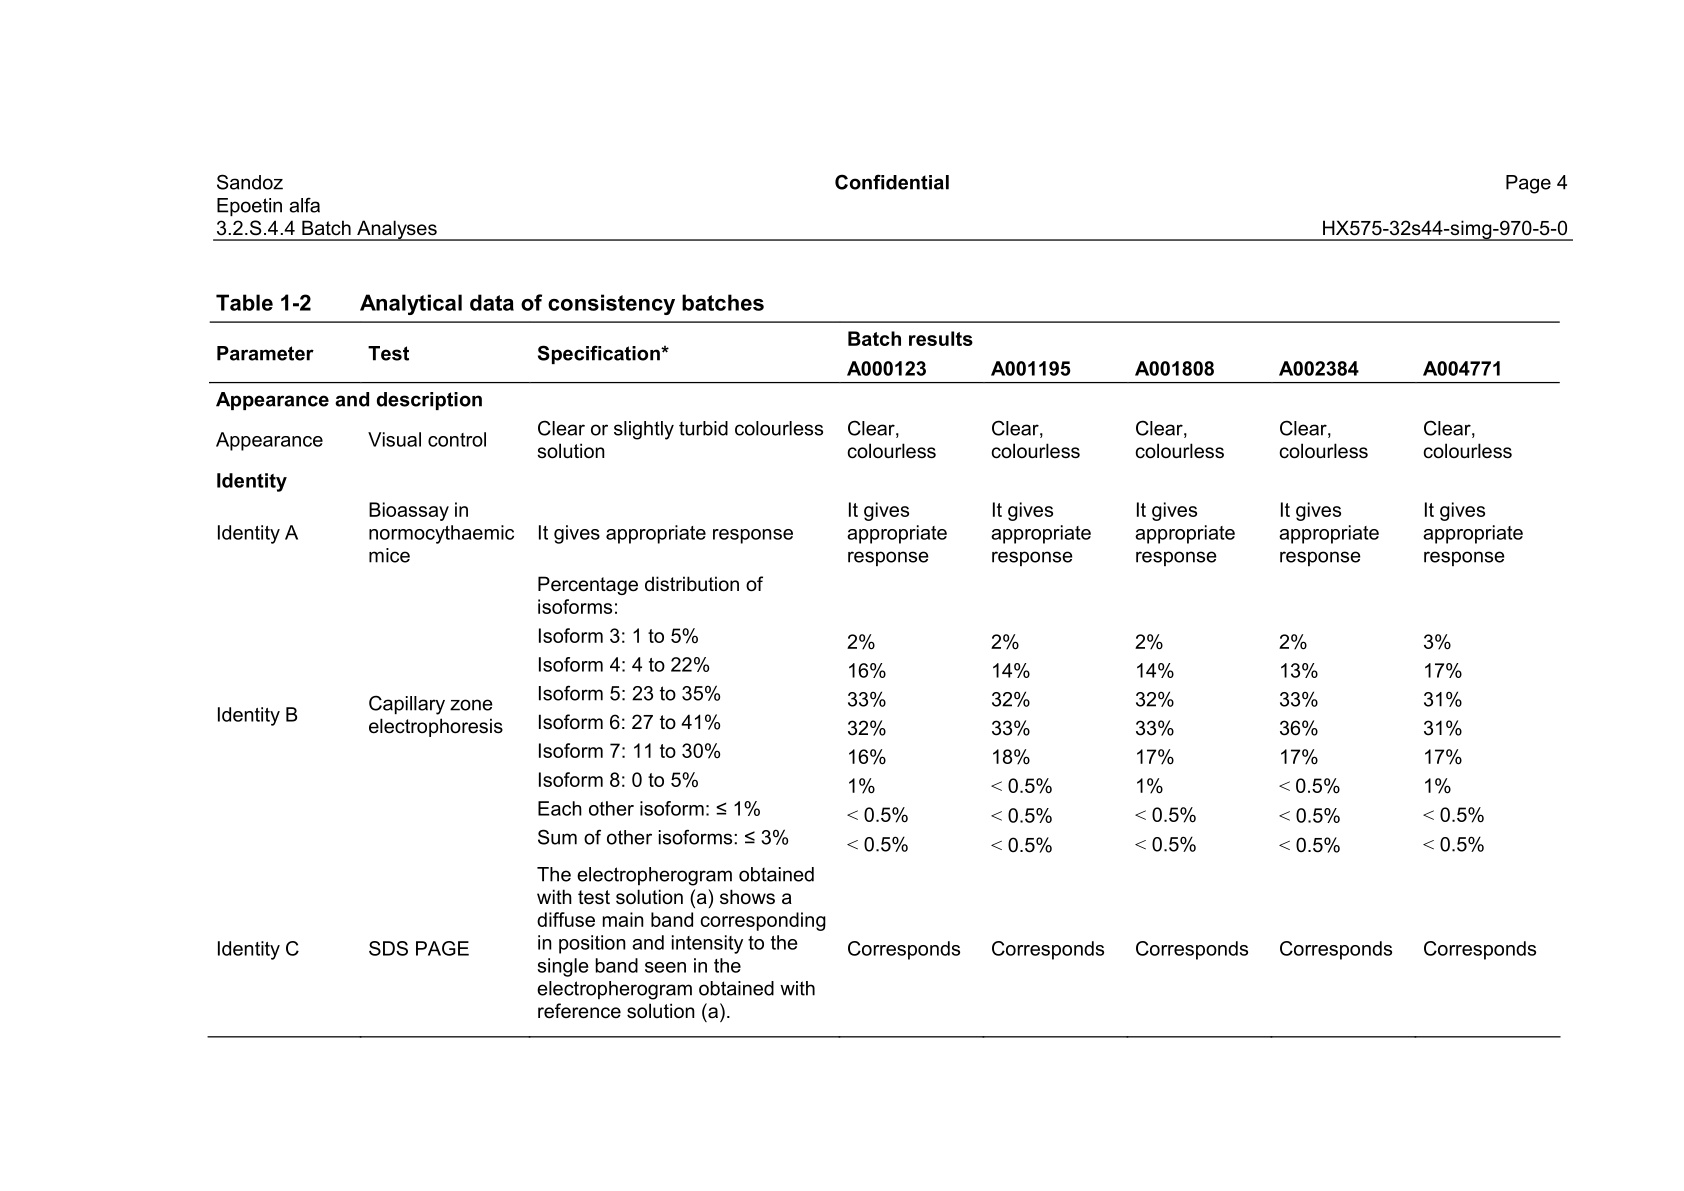 Sandoz Confidential Page 4
Epoetin alfa
3.2.S.4.4 Batch Analyses HX575-32s44-simg-970-5-0
Table 1-2 Analytical data of consistency batches
Parameter Test Specification* Batch results
A000123 A001195 A001808 A002384 A004771
Appearance and description
Appearance Visual control Clear or slightly turbid colourless Clear, Clear, Clear, Clear, Clear,
solution colourless colourless colourless colourless colourless
Identity
Bioassay in It gives It gives It gives It gives It gives
Identity A normocythaemic It gives appropriate response appropriate appropriate appropriate appropriate appropriate
mice response response response response response
Percentage distribution of
isoforms:
Isoform 3: 1 to 5% 2% 2% 2% 2% 3%
Isoform 4: 4 to 22% 16% 14% 14% 13% 17%
Isoform 5: 23 to 35% 33% 32% 32% 33% 31%
Identity B Capillary zone
electrophoresis
Isoform 6: 27 to 41% 32% 33% 33% 36% 31%
Isoform 7: 11 to 30% 16% 18% 17% 17% 17%
Isoform 8: 0 to 5% 1% < 0.5% 1% < 0.5% 1%
Each other isoform: ≤ 1% < 0.5% < 0.5% < 0.5% < 0.5% < 0.5%
Sum of other isoforms: ≤ 3% < 0.5% < 0.5% < 0.5% < 0.5% < 0.5%
The electropherogram obtained
with test solution (a) shows a
diffuse main band corresponding
Identity C SDS PAGE in position and intensity to the Corresponds Corresponds Corresponds Corresponds Corresponds
single band seen in the
electropherogram obtained with
reference solution (a).